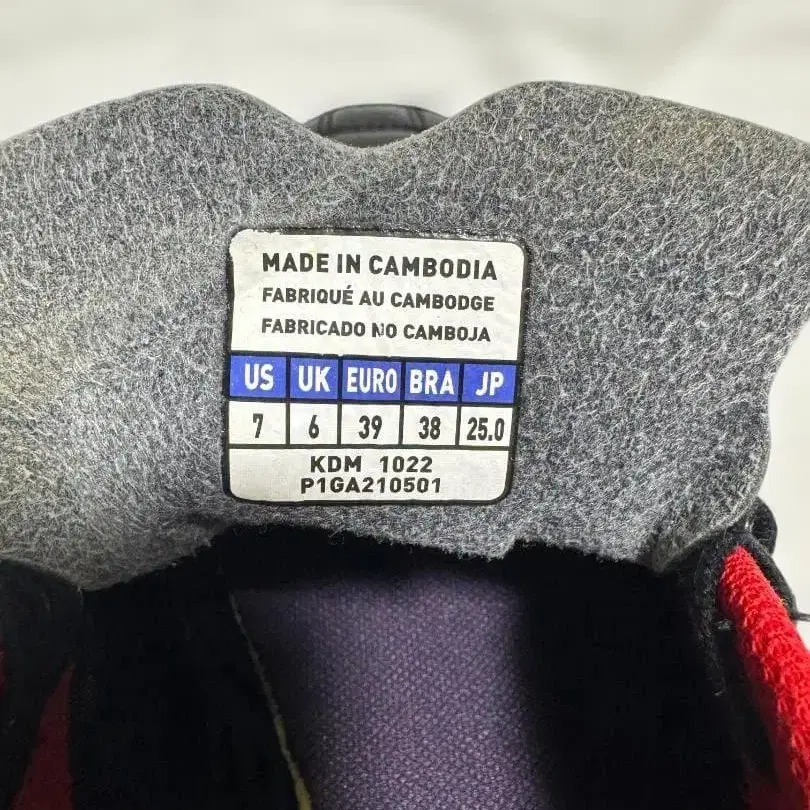 MADE IN CAMBODIA
FABRIQUÉ AU CAMBODGE
FABRICADO NO CAMBOJA
US UK EURO BRA JP
7 6 39 38 25.0
KDM 1022
P1GA210501